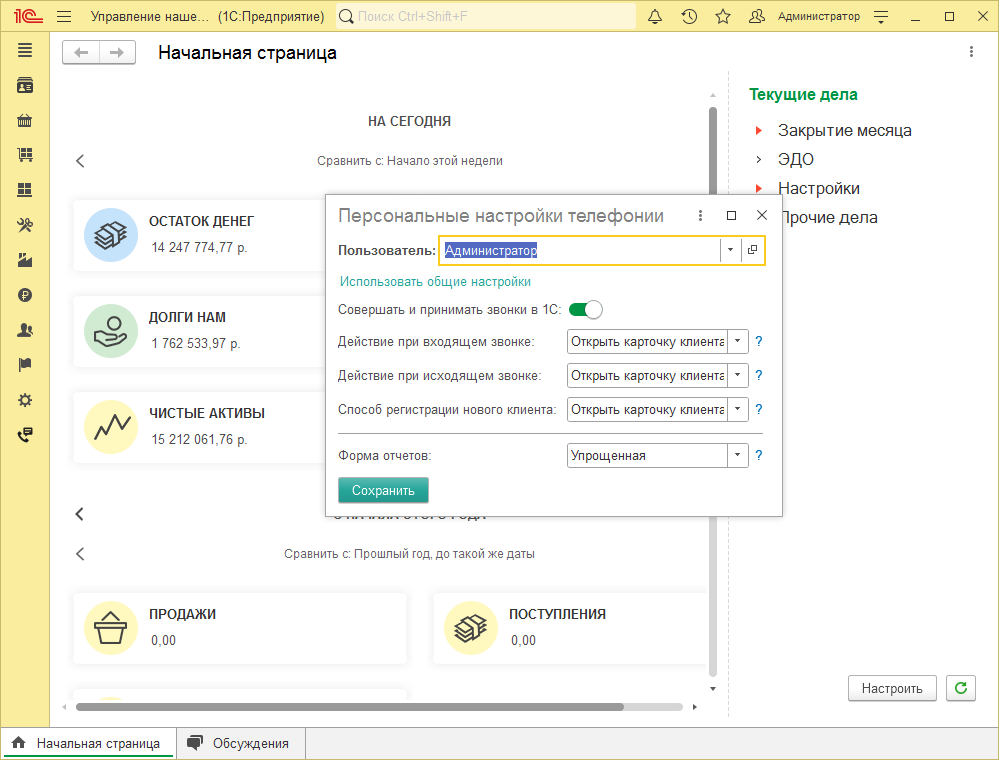 1С Управление наше... (1С:Предприятие) Поиск Ctrl+Shift+F Администратор
Начальная страница
НА СЕГОДНЯ
Сравнить с: Начало этой недели
ОСТАТОК ДЕНЕГ
14 247 774,77 р.
ДОЛГИ НАМ
1 762 533,97 р.
ЧИСТЫЕ АКТИВЫ
15 212 061,76 р.
Персональные настройки телефонии
Пользователь: Администратор
Использовать общие настройки
Совершать и принимать звонки в 1С:
Действие при входящем звонке: Открыть карточку клиента ?
Действие при исходящем звонке: Открыть карточку клиента ?
Способ регистрации нового клиента: Открыть карточку клиента ?
Форма отчетов: Упрощенная ?
Сохранить
Сравнить с: Прошлый год, до такой же даты
ПРОДАЖИ
0,00
ПОСТУПЛЕНИЯ
0,00
Текущие дела
Закрытие месяца
ЭДО
Настройки
Прочие дела
Настроить
Начальная страница Обсуждения